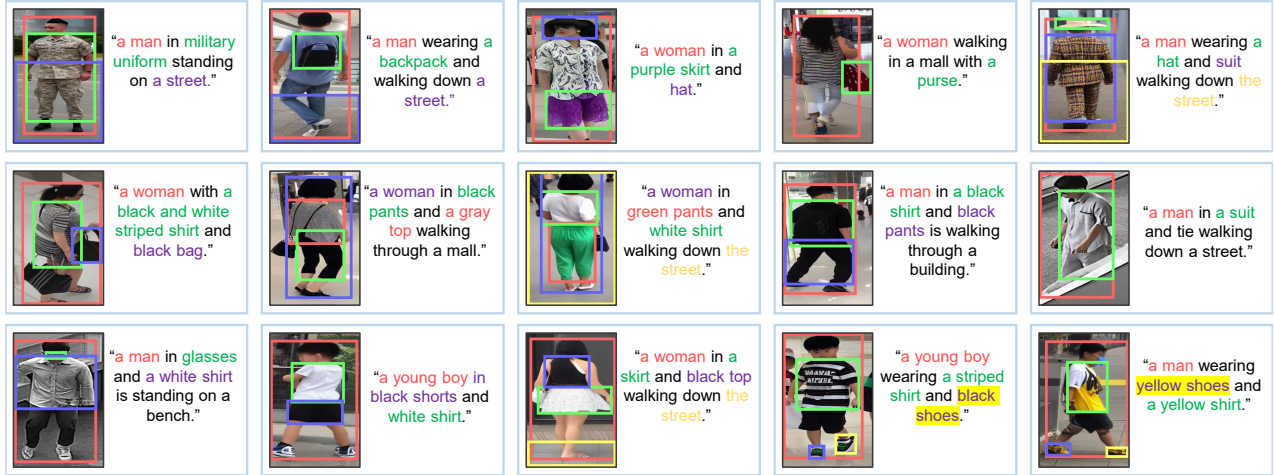 “a man in military
uniform standing
on a street.”
“a man wearing a
backpack and
walking down a
street.”
“a woman in a
purple skirt and
hat.”
“a woman walking
in a mall with a
purse.”
“a man wearing a
hat and suit
walking down the
street.”
“a woman with a
black and white
striped shirt and
black bag.”
“a woman in black
pants and a gray
top walking
through a mall.”
“a woman in
green pants and
white shirt
walking down the
street.”
“a man in a black
shirt and black
pants is walking
through a
building.”
“a man in a suit
and tie walking
down a street.”
“a man in glasses
and a white shirt
is standing on a
bench.”
“a young boy in
black shorts and
white shirt.”
“a woman in a
skirt and black top
walking down the
street.”
“a young boy
wearing a striped
shirt and black
shoes.”
“a man wearing
yellow shoes and
a yellow shirt.”